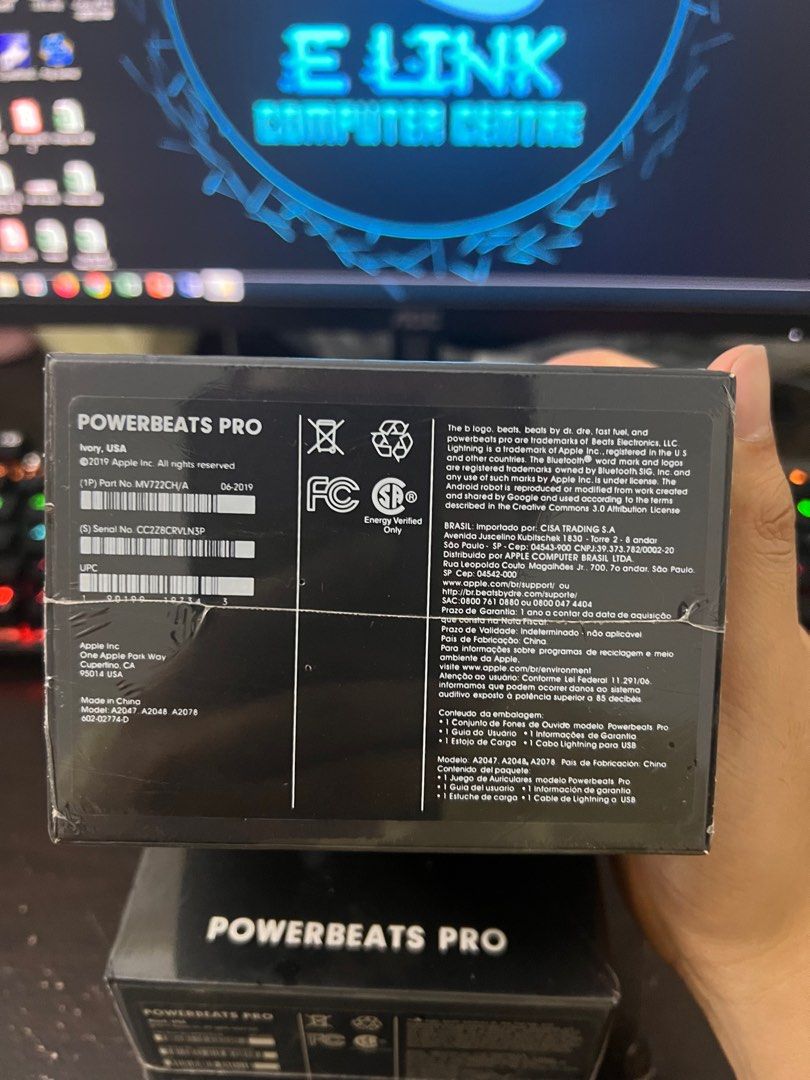 E LINK
COMPUTER CENTRE
POWERBEATS PRO
Ivory, USA
©2019 Apple Inc. All rights reserved
(1P) Part No. MV722CH/A 06-2019
(S) Serial No. CC2Z8CRVLN3P
UPC
1 90199 19734 3
Apple Inc
One Apple Park Way
Cupertino, CA
95014 USA
Made in China
Model: A2047 A2048 A2078
602-02774-D
FC
SA®
Energy Verified
Only
The b logo, beats, beats by dr. dre, fast fuel, and
powerbeats pro are trademarks of Beats Electronics, LLC.
Lightning is a trademark of Apple Inc., registered in the U S
and other countries. The Bluetooth® word mark and logos
are registered trademarks owned by Bluetooth SIG, Inc. and
any use of such marks by Apple Inc. is under license. The
Android robot is reproduced or modified from work created
and shared by Google and used according to the terms
described in the Creative Commons 3.0 Attribution License
BRASIL: Importado por: CISA TRADING S.A
Avenida Juscelino Kubitschek 1830 - Torre 2 - 8 andar
São Paulo - SP - Cep: 04543-900 CNPJ:39.373.782/0002-20
Distribuido por APPLE COMPUTER BRASIL LTDA.
Rua Leopoldo Couto Magalhães Jr., 700, 7o andar, São Paulo.
SP Cep: 04542-000
www.apple.com/br/support/ ou
http://br.beatsbydre.com/suporte/
SAC:0800 761 0880 ou 0800 047 4404
Prazo de Garantia: 1 ano a contar da data de aquisição
que consta na Nota Fiscal.
Prazo de Validade: Indeterminado - não aplicável
País de Fabricação: China
Para informações sobre programas de reciclagem e meio
ambiente da Apple,
visite www.apple.com/br/environment
Atenção ao usuário: Conforme Lei Federal 11.291/06,
informamos que podem ocorrer danos ao sistema
auditivo exposto à potência superior a 85 decibéis
Conteúdo da embalagem:
• 1 Conjunto de Fones de Ouvido modelo Powerbeats Pro
• 1 Guia do Usuário • 1 Informações de Garantia
• 1 Estojo de Carga • 1 Cabo Lightning para USB
Modelo: A2047, A2048, A2078 País de Fabricación: China
Contenido del paquete:
• 1 Juego de Auriculares modelo Powerbeats Pro
• 1 Guia del usuario • 1 Información de garantía
• 1 Estuche de carga • 1 Cable de Lightning a USB
POWERBEATS PRO
POWERBEATS PRO
FC